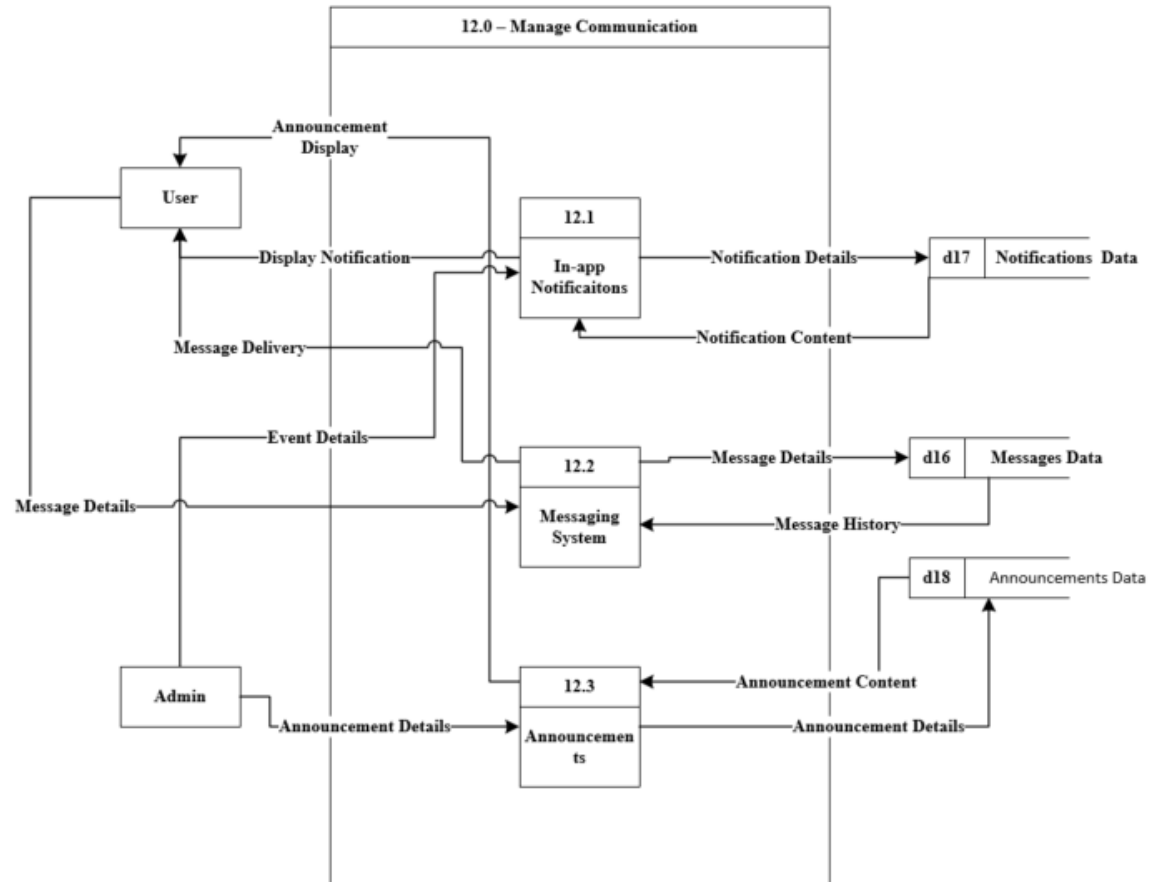 12.0 – Manage Communication
Announcement
Display
User
12.1
Display Notification
In-app
Notificaitons
Notification Details
d17
Notifications Data
Notification Content
Message Delivery
Event Details
12.2
Message Details
d16
Messages Data
Message Details
Messaging
System
Message History
d18
Announcements Data
Admin
12.3
Announcement Content
Announcement Details
Announcemen
ts
Announcement Details